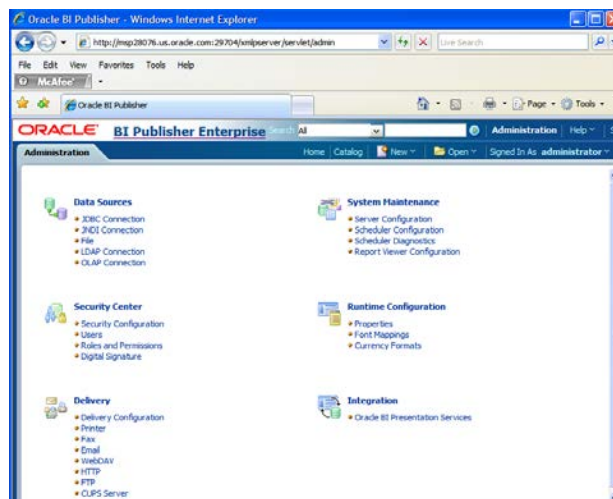 Oracle BI Publisher - Windows Internet Explorer
http://msp28076.us.oracle.com:29704/xmlpserver/servlet/admin
Live Search
File Edit View Favorites Tools Help
McAfee
Oracle BI Publisher
Page Tools
ORACLE BI Publisher Enterprise Search All Administration Help
Administration Home Catalog New Open Signed In As administrator
Data Sources
JDBC Connection
JNDI Connection
File
LDAP Connection
OLAP Connection
System Maintenance
Server Configuration
Scheduler Configuration
Scheduler Diagnostics
Report Viewer Configuration
Security Center
Security Configuration
Users
Roles and Permissions
Digital Signature
Runtime Configuration
Properties
Font Mappings
Currency Formats
Delivery
Delivery Configuration
Printer
Fax
Email
WebDAV
HTTP
FTP
CUPS Server
Integration
Oracle BI Presentation Services